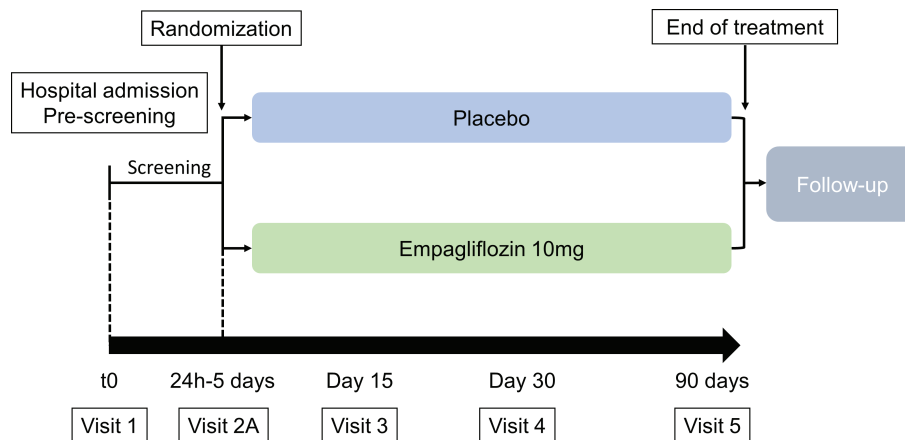 Randomization
End of treatment
Hospital admission
Pre-screening
Placebo
Screening
Follow-up
Empagliflozin 10mg
t0 24h-5 days Day 15 Day 30 90 days
Visit 1 Visit 2A Visit 3 Visit 4 Visit 5